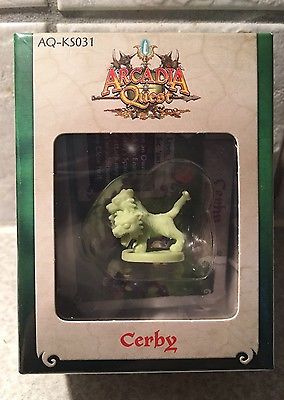 AQ-KS031
ARCADIA
Quest
Cerby